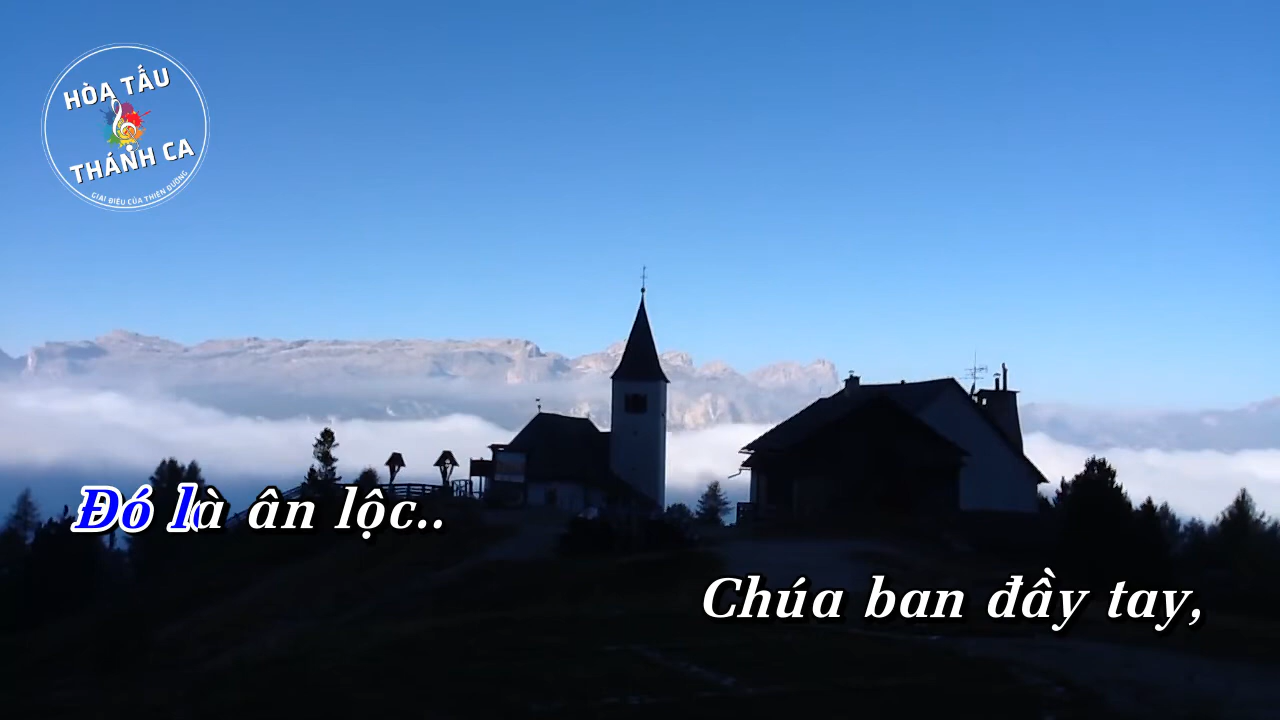 HÒA TẤU
THÁNH CA
GIAI ĐIỆU CỦA THIÊN ĐƯỜNG
Đó là ân lộc..
Chúa ban đầy tay,